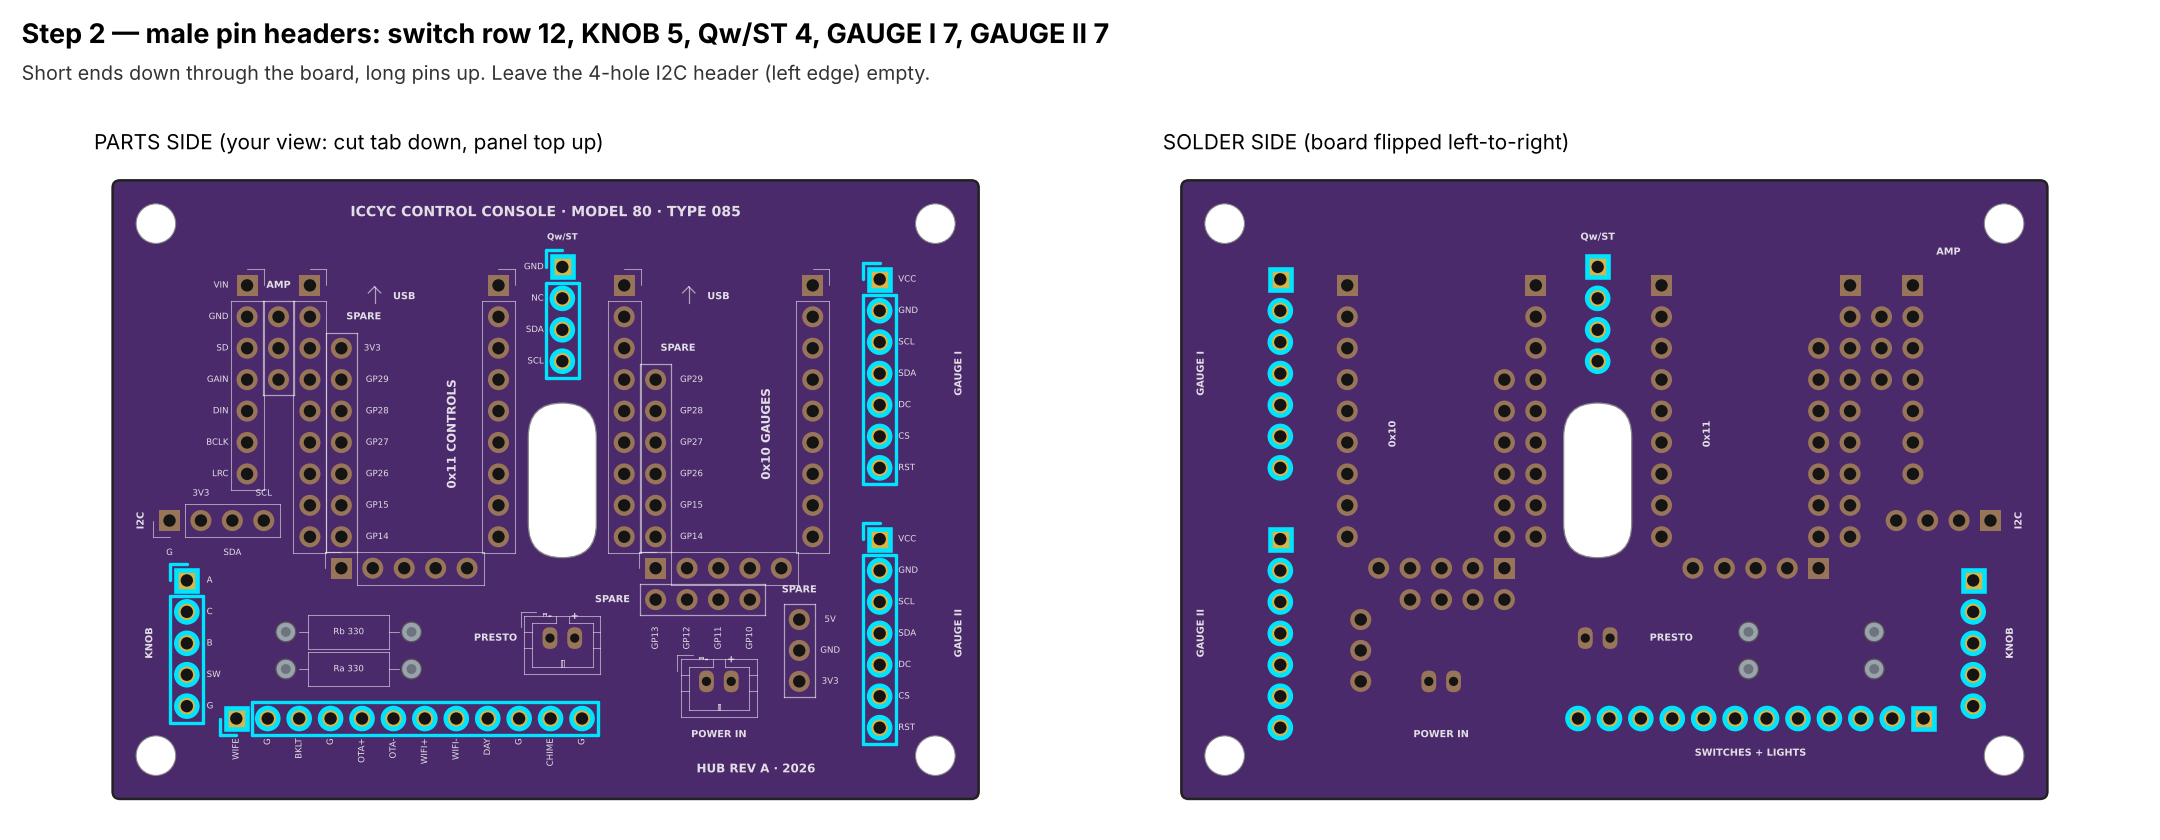 Step 2 — male pin headers: switch row 12, KNOB 5, Qw/ST 4, GAUGE I 7, GAUGE II 7
Short ends down through the board, long pins up. Leave the 4-hole I2C header (left edge) empty.
PARTS SIDE (your view: cut tab down, panel top up)
ICCYC CONTROL CONSOLE · MODEL 80 · TYPE 085
Qw/ST
GND
NC
SDA
SCL
VIN
GND
SD
GAIN
DIN
BCLK
LRC
AMP
USB
SPARE
3V3
GP29
GP28
GP27
GP26
GP15
GP14
0x11 CONTROLS
USB
SPARE
GP29
GP28
GP27
GP26
GP15
GP14
0x10 GAUGES
VCC
GND
SCL
SDA
DC
CS
RST
GAUGE I
3V3
SCL
I2C
G
SDA
KNOB
A
C
B
SW
G
Rb 330
Ra 330
PRESTO
- +
SPARE
GP13
GP12
GP11
GP10
SPARE
5V
GND
3V3
- +
POWER IN
VCC
GND
SCL
SDA
DC
CS
RST
GAUGE II
WIFE
G
BKLT
G
OTA+
OTA-
WIFI+
WIFI-
DAY
G
CHIME
G
HUB REV A · 2026
SOLDER SIDE (board flipped left-to-right)
Qw/ST
AMP
GAUGE I
0x10
0x11
I2C
GAUGE II
PRESTO
KNOB
POWER IN
SWITCHES + LIGHTS